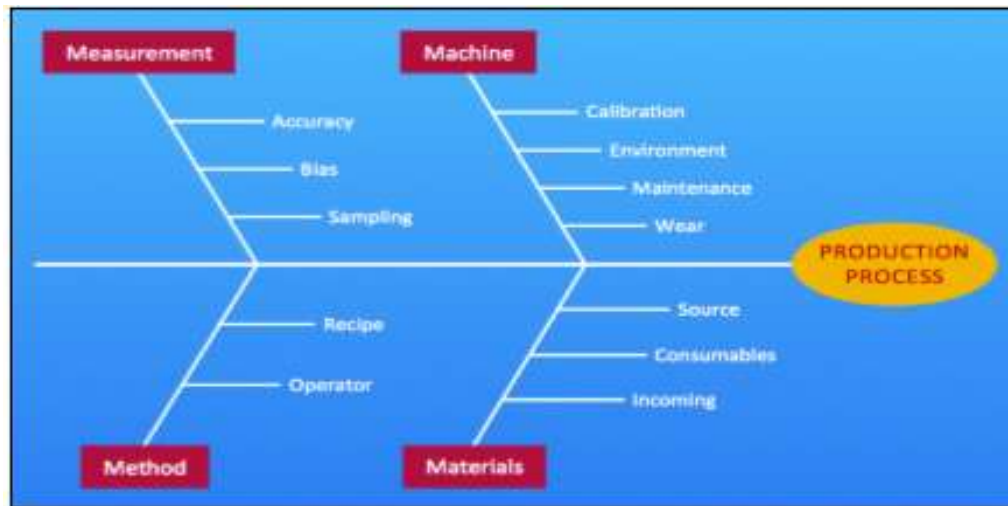 Measurement
Machine
Accuracy
Bias
Sampling
Calibration
Environment
Maintenance
Wear
PRODUCTION
PROCESS
Recipe
Operator
Source
Consumables
Incoming
Method
Materials